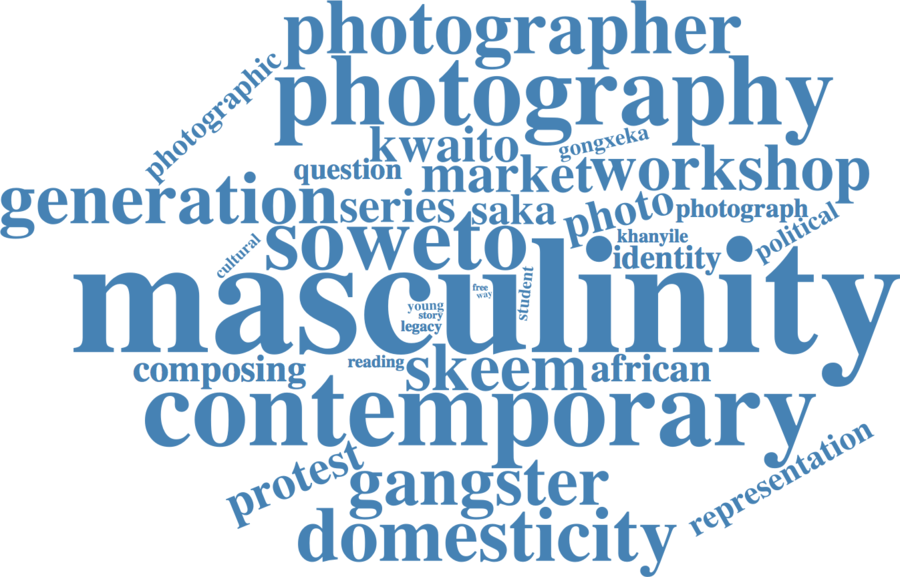 photographer
photographic
photography
kwaito
gongxeka
question
market
workshop
generation
series
saka
photo
photograph
political
soweto
khanyile
cultural
identity
masculinity
student
free
way
young
story
legacy
reading
composing
skeem
african
contemporary
protest
gangster
representation
domesticity